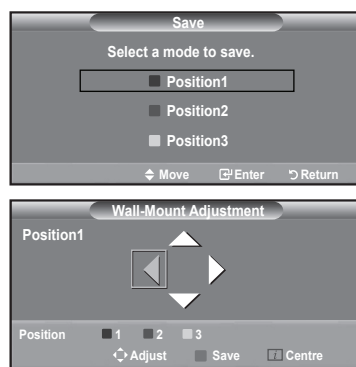 Save
Select a mode to save.
Position1
Position2
Position3
Move Enter Return
Wall-Mount Adjustment
Position1
Position 1 2 3
Adjust Save i Centre